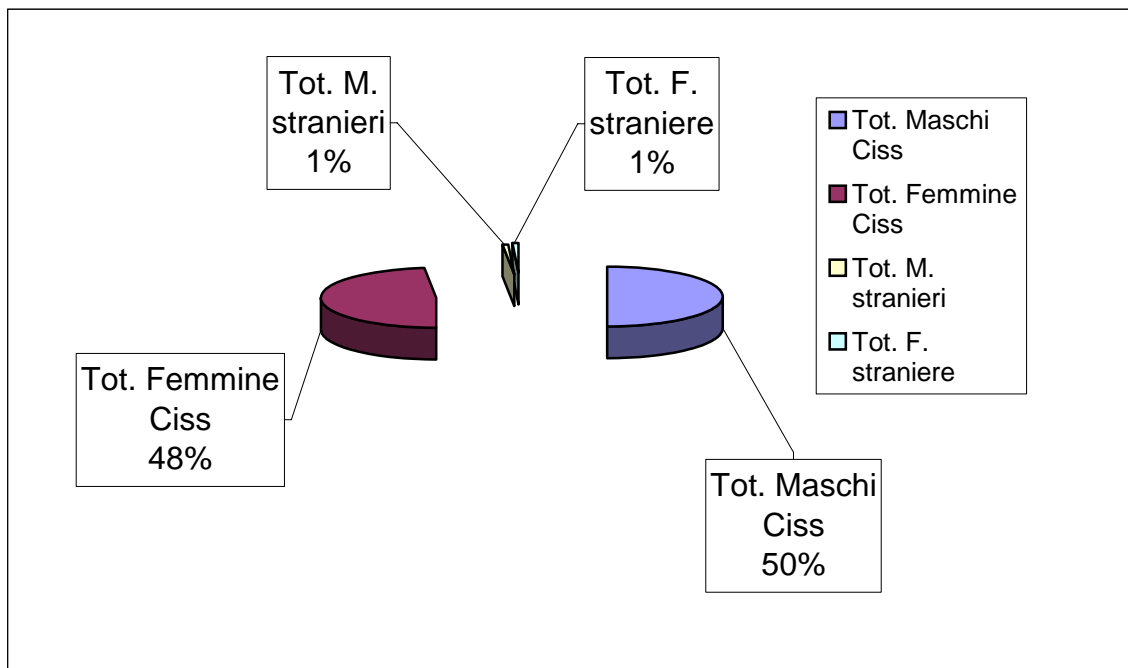 Tot. M.
stranieri
1%
Tot. F.
straniere
1%
Tot. Maschi
Ciss
Tot. Femmine
Ciss
Tot. M.
stranieri
Tot. F.
straniere
Tot. Femmine
Ciss
48%
Tot. Maschi
Ciss
50%